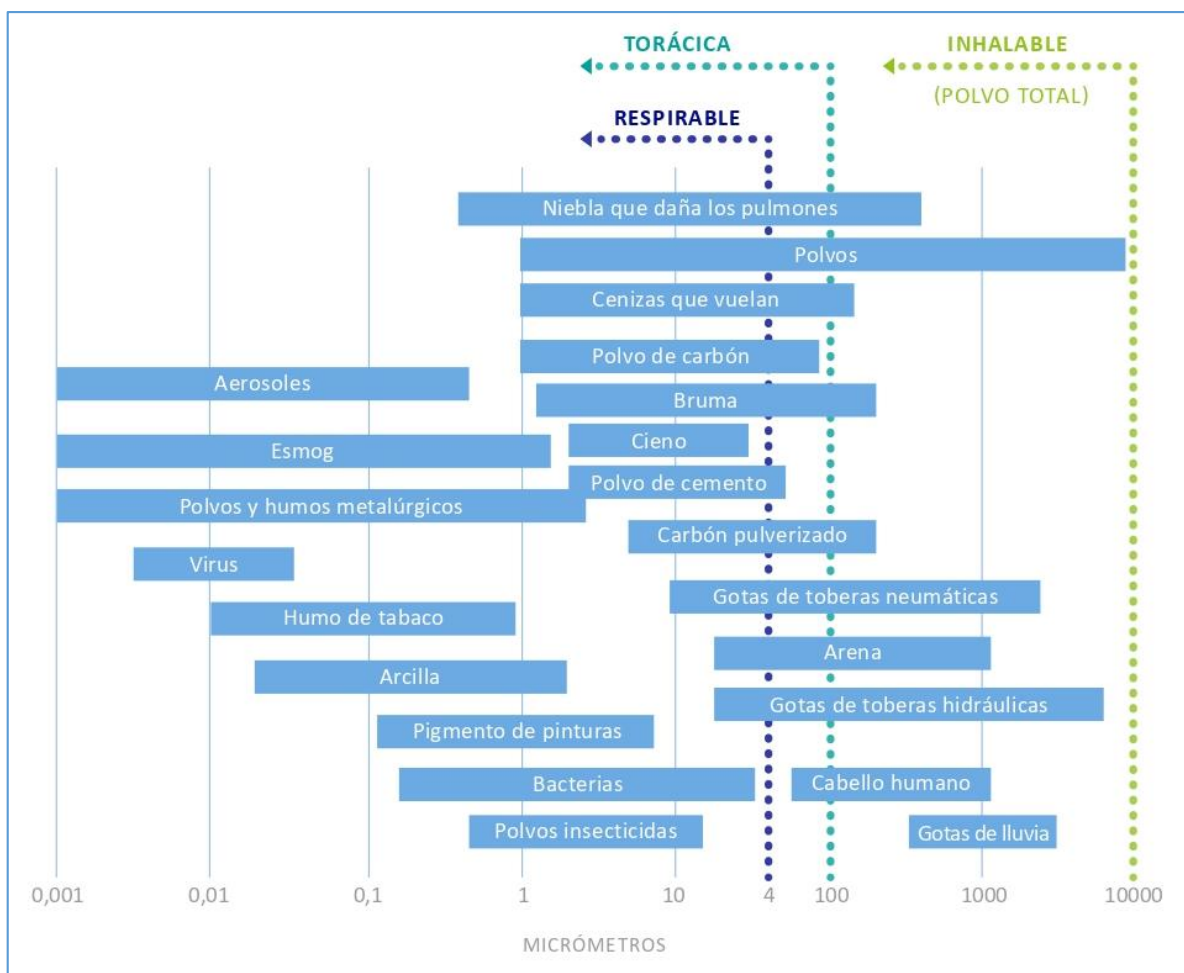 TORÁCICA
INHALABLE
(POLVO TOTAL)
RESPIRABLE
Niebla que daña los pulmones
Polvos
Cenizas que vuelan
Polvo de carbón
Aerosoles
Bruma
Cieno
Esmog
Polvo de cemento
Polvos y humos metalúrgicos
Carbón pulverizado
Virus
Gotas de toberas neumáticas
Humo de tabaco
Arena
Arcilla
Gotas de toberas hidráulicas
Pigmento de pinturas
Bacterias
Cabello humano
Polvos insecticidas
Gotas de lluvia
0,001 0,01 0,1 1 10 4 100 1000 10000
MICRÓMETROS